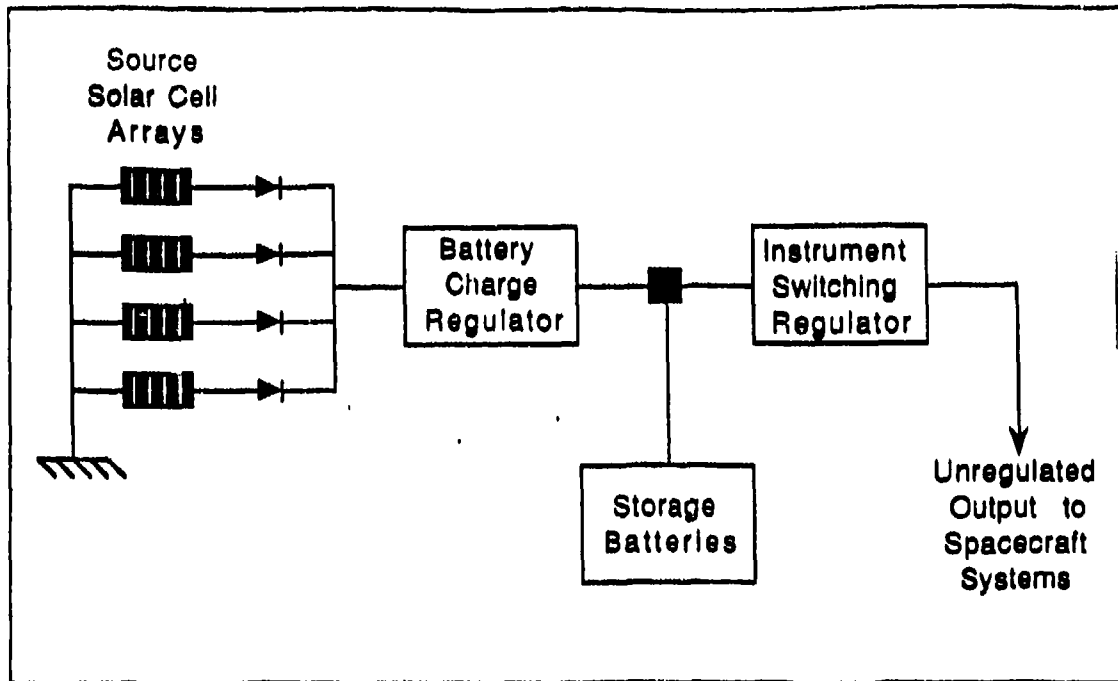 Source
Solar Cell
Arrays
Battery
Charge
Regulator
Instrument
Switching
Regulator
Storage
Batteries
Unregulated
Output to
Spacecraft
Systems